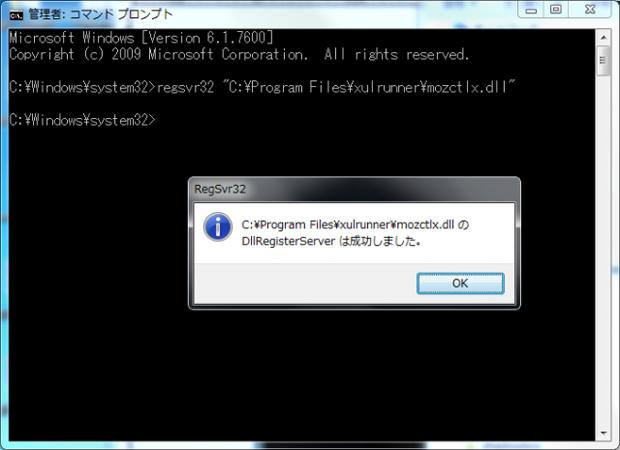 管理者: コマンド プロンプト
Microsoft Windows [Version 6.1.7600]
Copyright (c) 2009 Microsoft Corporation.  All rights reserved.
C:¥Windows¥system32>regsvr32 "C:¥Program Files¥xulrunner¥mozctlx.dll"
C:¥Windows¥system32>
RegSvr32
C:¥Program Files¥xulrunner¥mozctlx.dll の
DllRegisterServer は成功しました。
OK